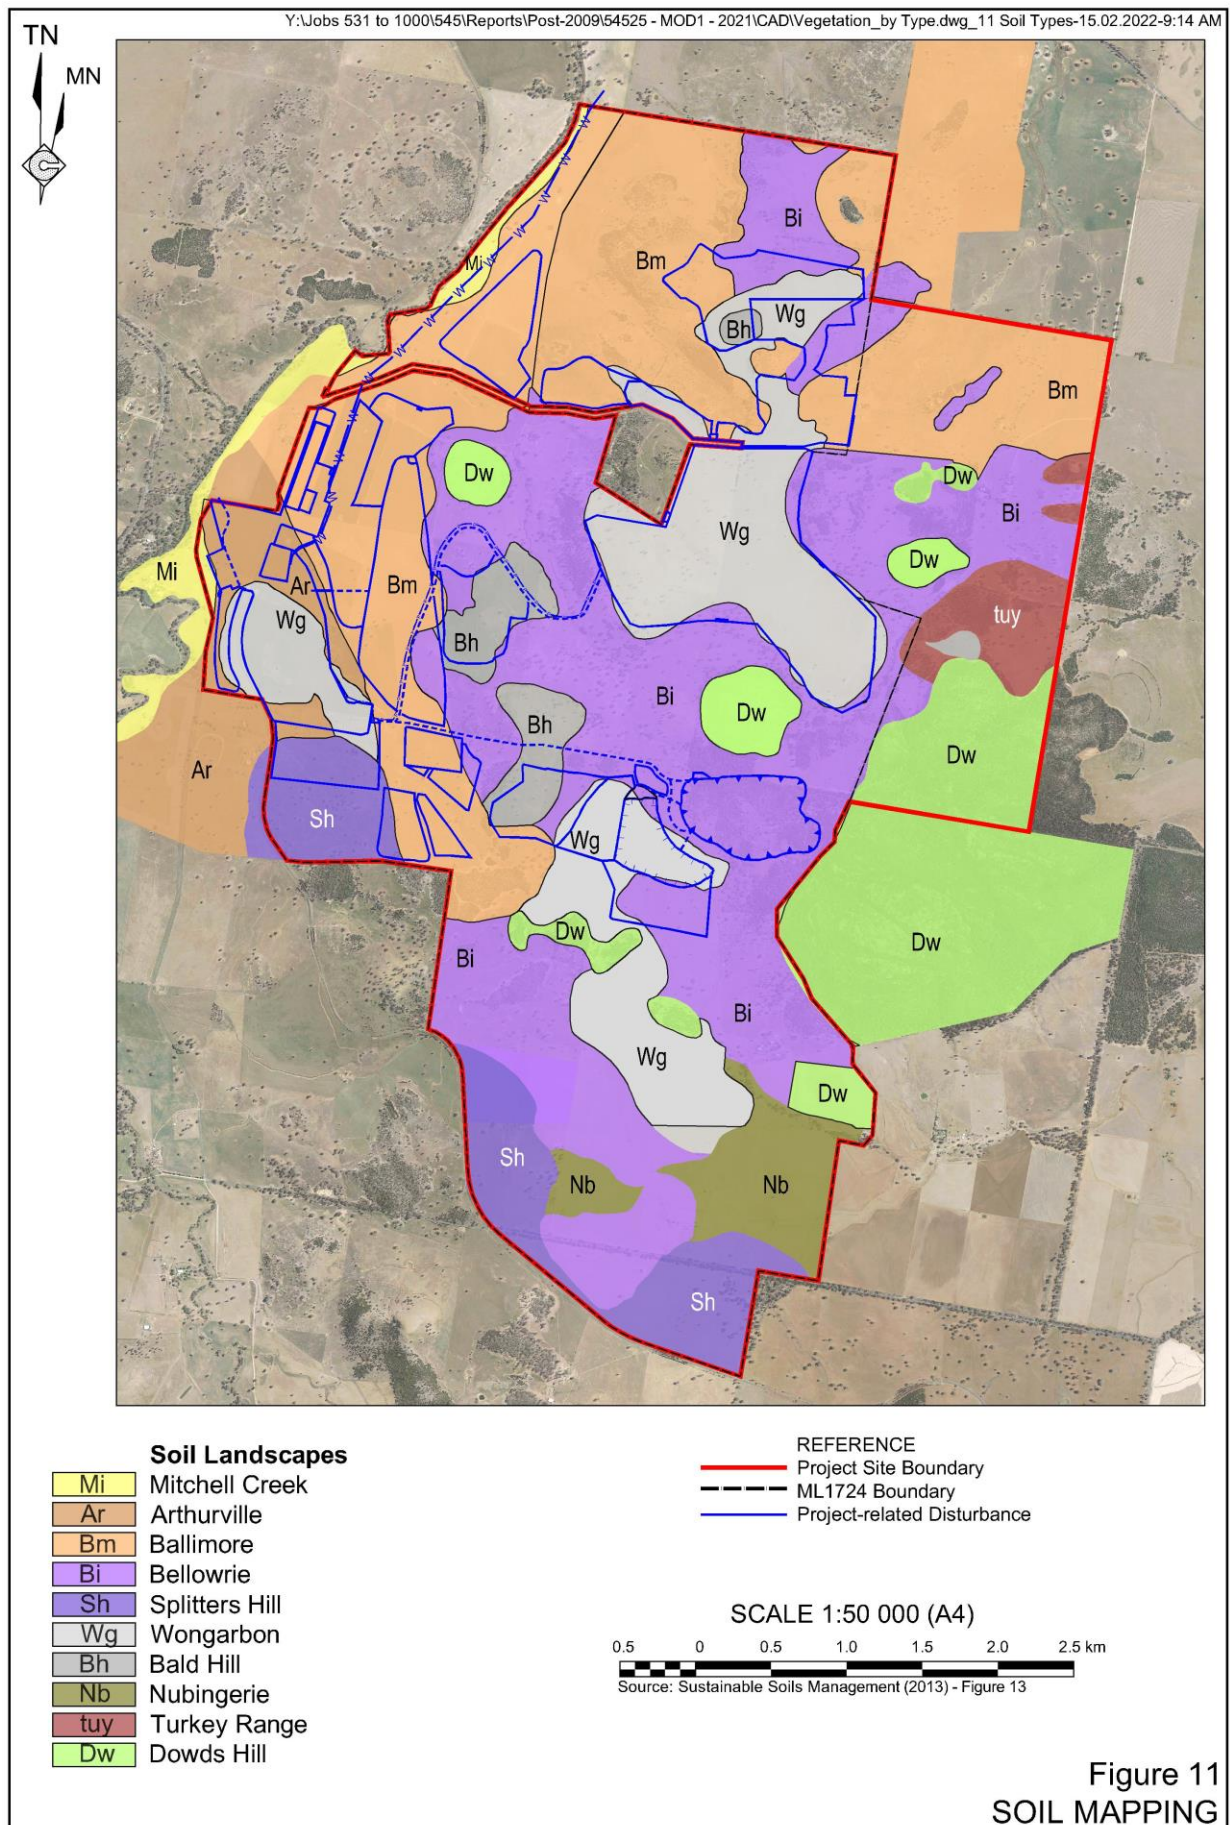 Y:\Jobs 531 to 1000\545\Reports\Post-2009\54525 - MOD1 - 2021\CAD\Vegetation_by Type.dwg_11 Soil Types-15.02.2022-9:14 AM
TN
MN
W
W
W
W
Bi
Mi
Bm
W
W
Wg
Bh
W
W
W
Bm
W
Dw
W
Dw
W
Bi
Wg
W
Dw
Mi
Ar
Bm
Wg
tuy
Bh
Bi
Dw
Bh
Dw
Ar
Sh
Wg
Dw
Dw
Bi
Bi
Wg
Dw
Sh
Nb
Nb
Sh
Soil Landscapes
Mi Mitchell Creek
Ar Arthurville
Bm Ballimore
Bi Bellowrie
Sh Splitters Hill
Wg Wongarbon
Bh Bald Hill
Nb Nubingerie
tuy Turkey Range
Dw Dowds Hill
REFERENCE
Project Site Boundary
ML1724 Boundary
Project-related Disturbance
SCALE 1:50 000 (A4)
0.5 0 0.5 1.0 1.5 2.0 2.5 km
Source: Sustainable Soils Management (2013) - Figure 13
Figure 11
SOIL MAPPING